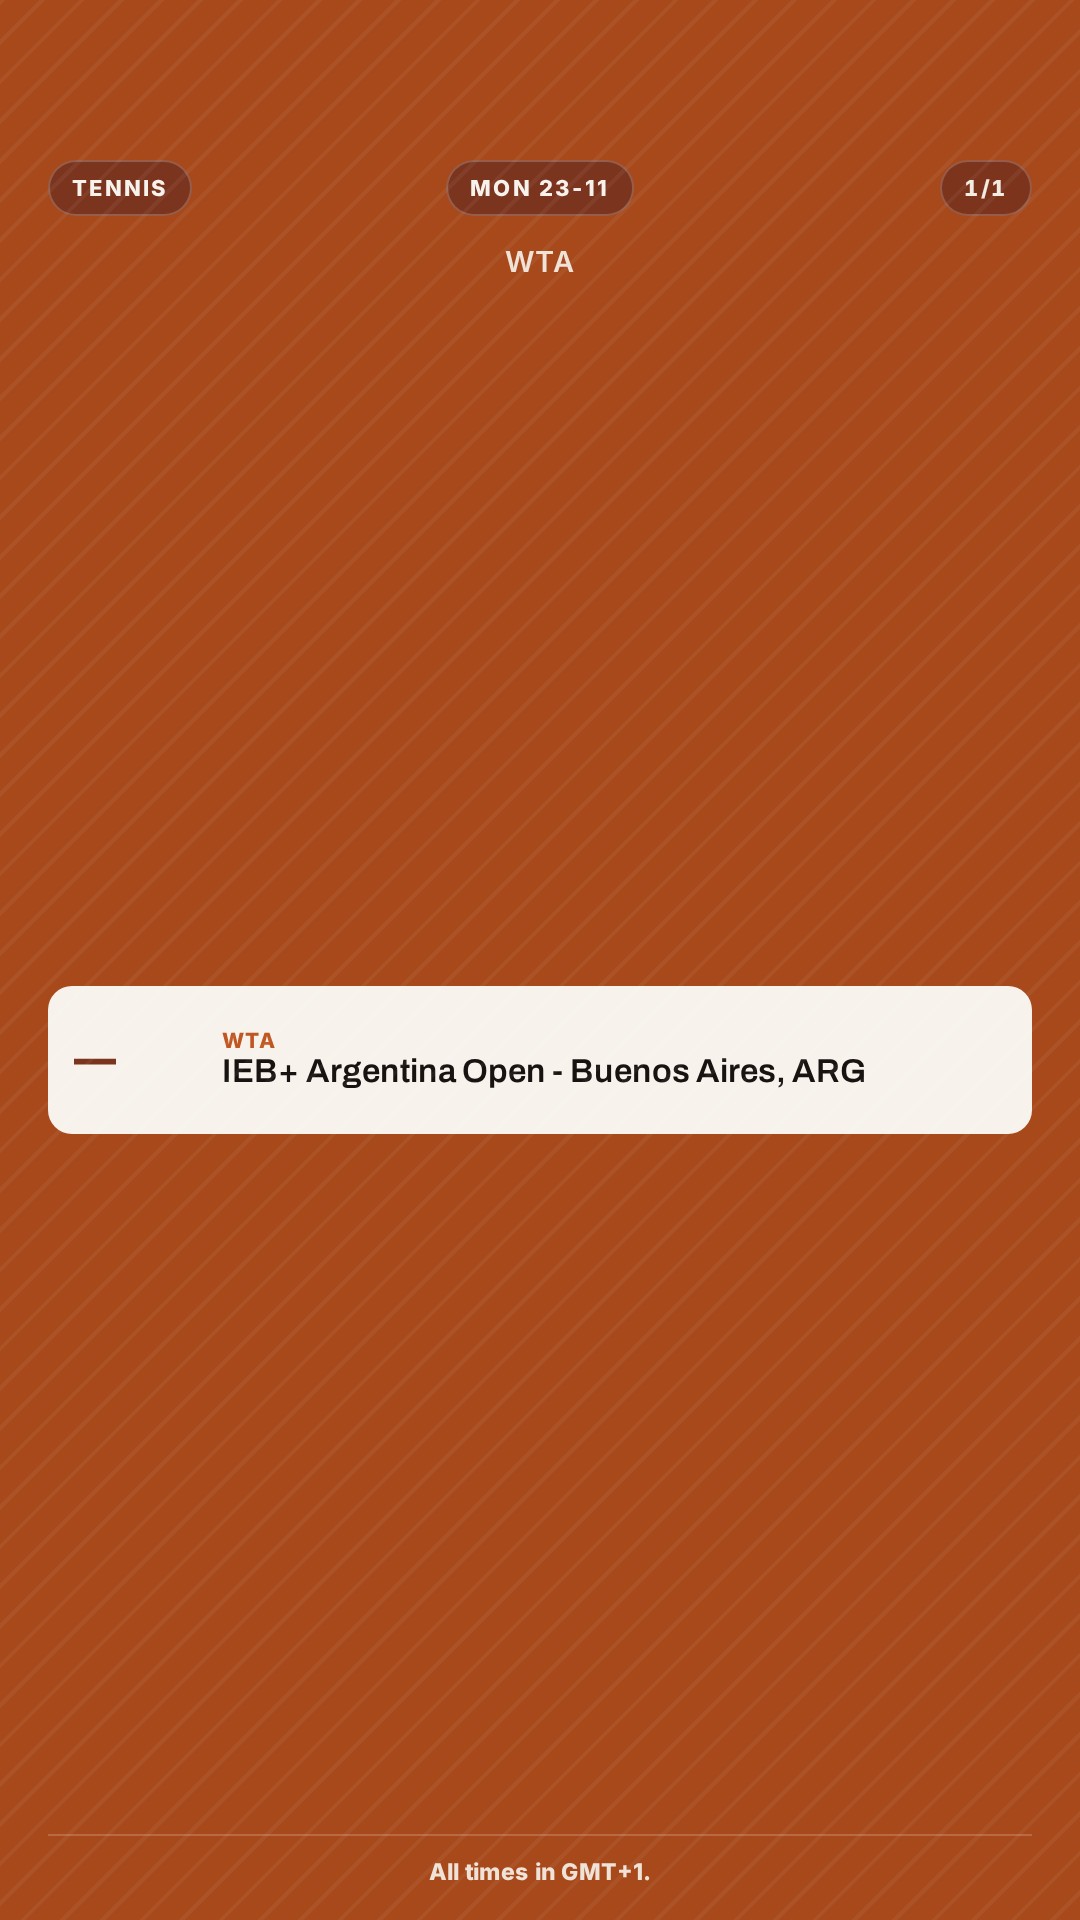 TENNIS
MON 23-11
1/1
WTA
—
WTA
IEB+ Argentina Open - Buenos Aires, ARG
All times in GMT+1.